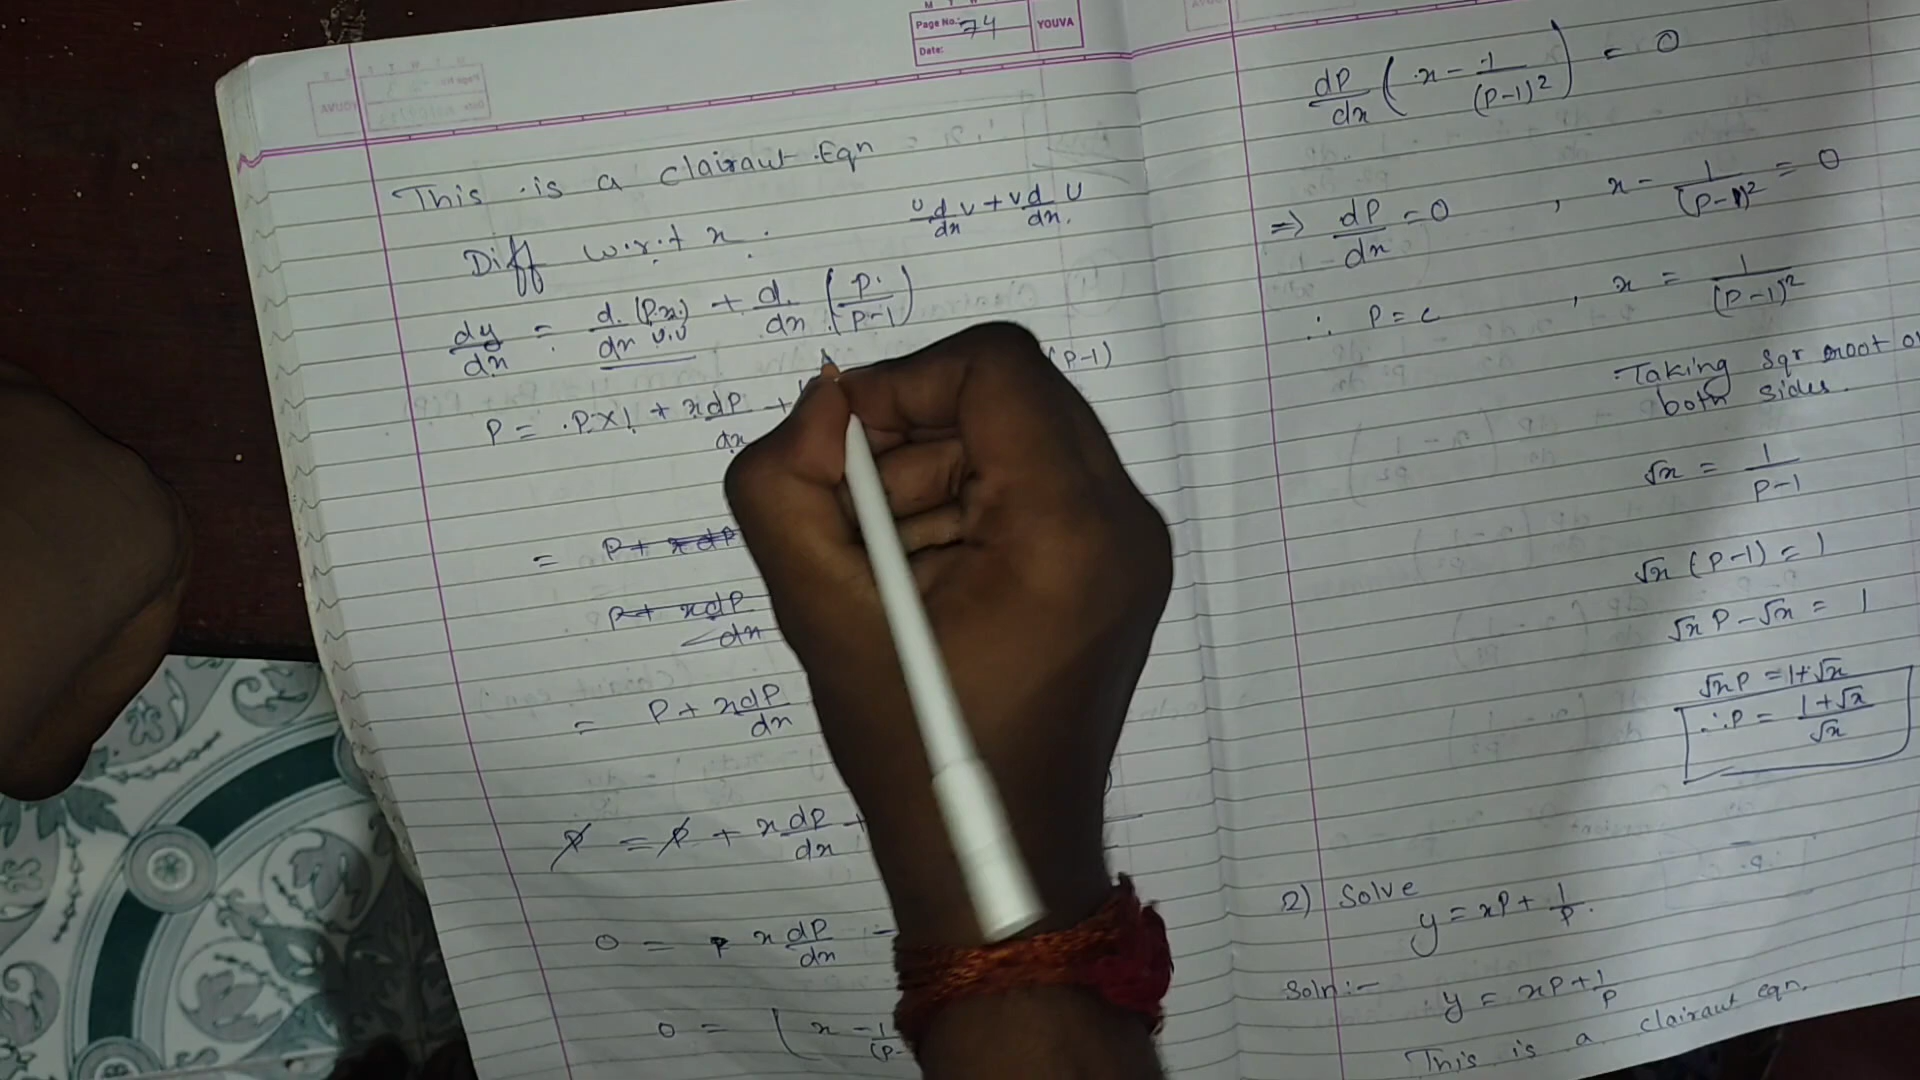 Page No.: 74
Date:
YOUVA
This is a clairaut Eqn
Diff w.r.t x.
u d/dx v + v d/dx u
dy/dx = d/dx (P.x) + d/dx (P/P-1)
u.v
P = P×1 + x dP/dx +
(P-1)
= P + x dP
P + x dP/dx
= P + x dP/dx
P = P + x dP/dx +
0 = x dP/dx -
0 = ( x - 1/(P-
dP/dx ( x - 1/(P-1)² ) = 0
=> dP/dx = 0 , x - 1/(P-1)² = 0
∴ P = c , x = 1/(P-1)²
Taking sqr root
both sides.
√x = 1/P-1
√x (P-1) = 1
√x P - √x = 1
√x P = 1+√x
∴ P = 1+√x/√x
2) Solve
y = xP + 1/P.
Soln:-
y = xP + 1/P
This is a clairaut eqn.